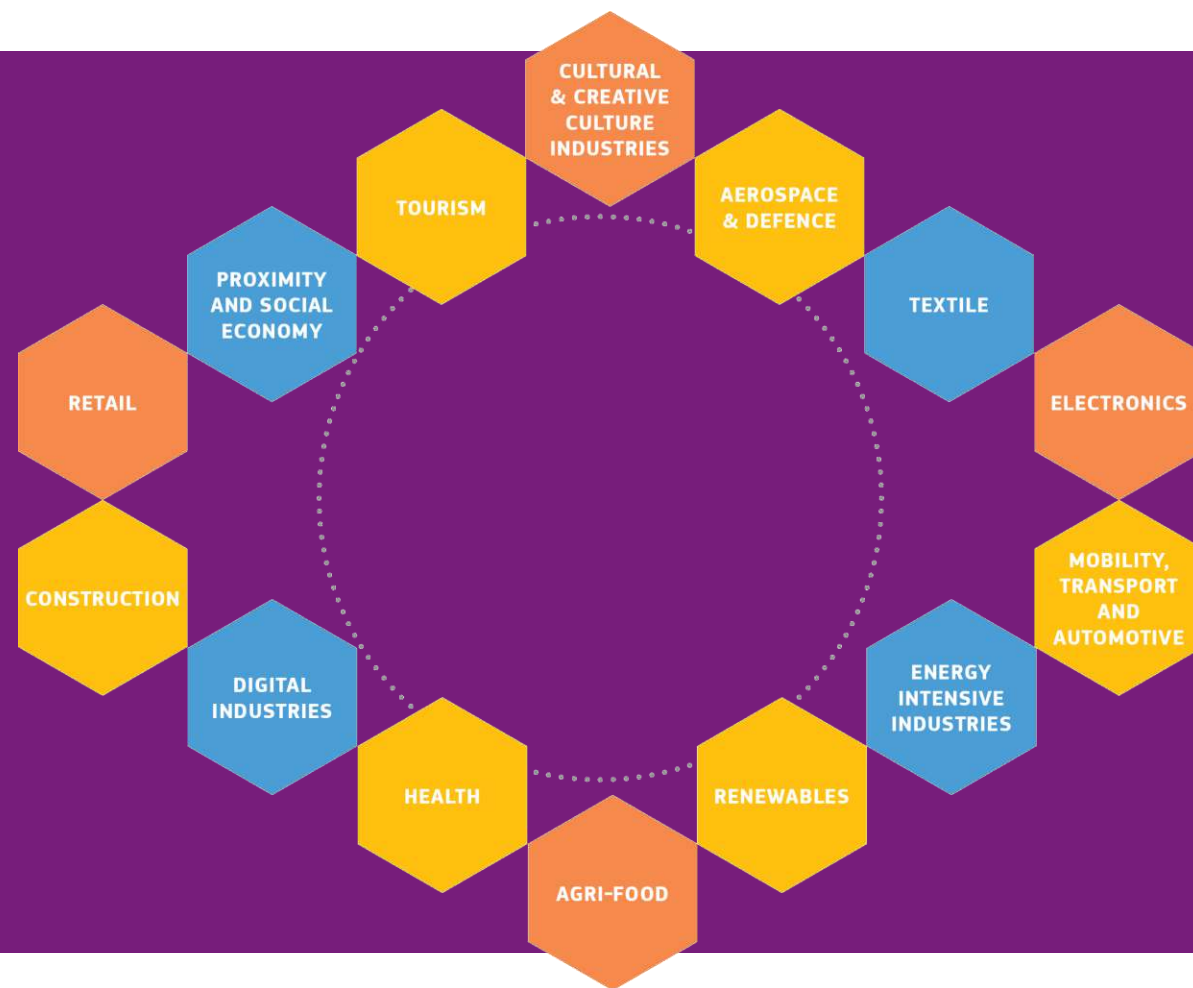 CULTURAL
& CREATIVE
CULTURE
INDUSTRIES
TOURISM
AEROSPACE
& DEFENCE
PROXIMITY
AND SOCIAL
ECONOMY
TEXTILE
RETAIL
ELECTRONICS
CONSTRUCTION
MOBILITY,
TRANSPORT
AND
AUTOMOTIVE
DIGITAL
INDUSTRIES
ENERGY
INTENSIVE
INDUSTRIES
HEALTH
RENEWABLES
AGRI-FOOD